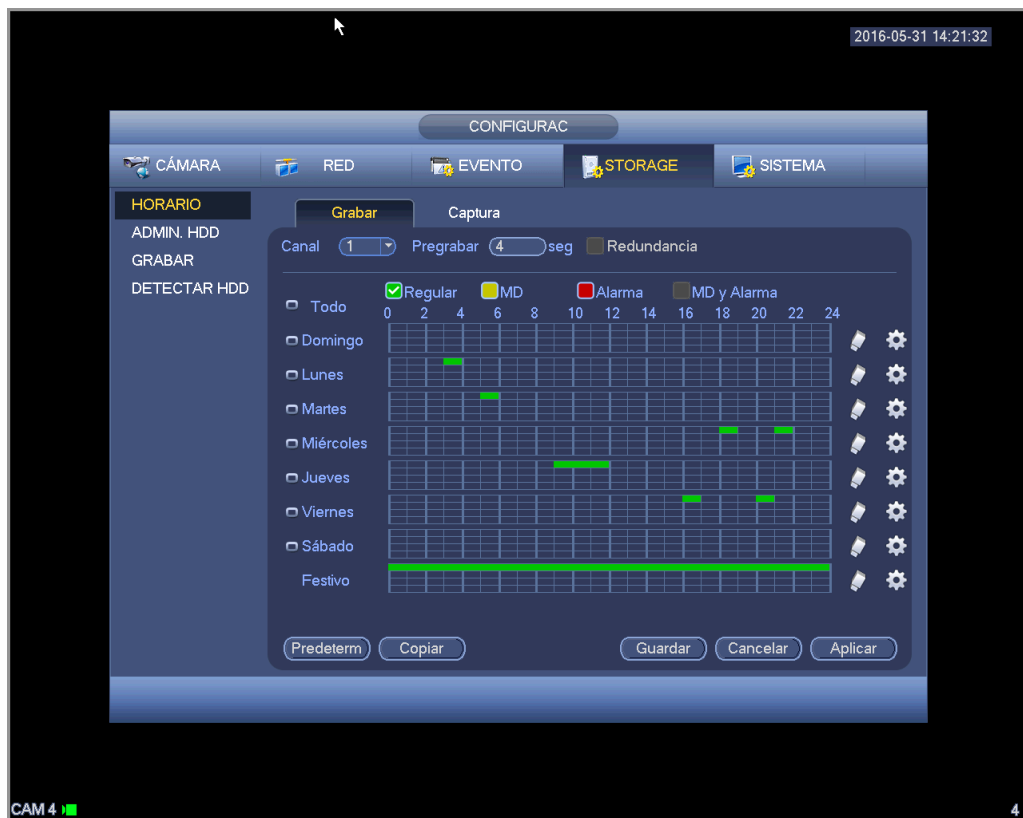 2016-05-31 14:21:32
CONFIGURAC
CÁMARA RED EVENTO STORAGE SISTEMA
HORARIO
ADMIN. HDD
GRABAR
DETECTAR HDD
Grabar Captura
Canal 1 Pregrabar 4 seg Redundancia
Regular MD Alarma MD y Alarma
Todo
0 2 4 6 8 10 12 14 16 18 20 22 24
Domingo
Lunes
Martes
Miércoles
Jueves
Viernes
Sábado
Festivo
Predeterm Copiar Guardar Cancelar Aplicar
CAM 4 4